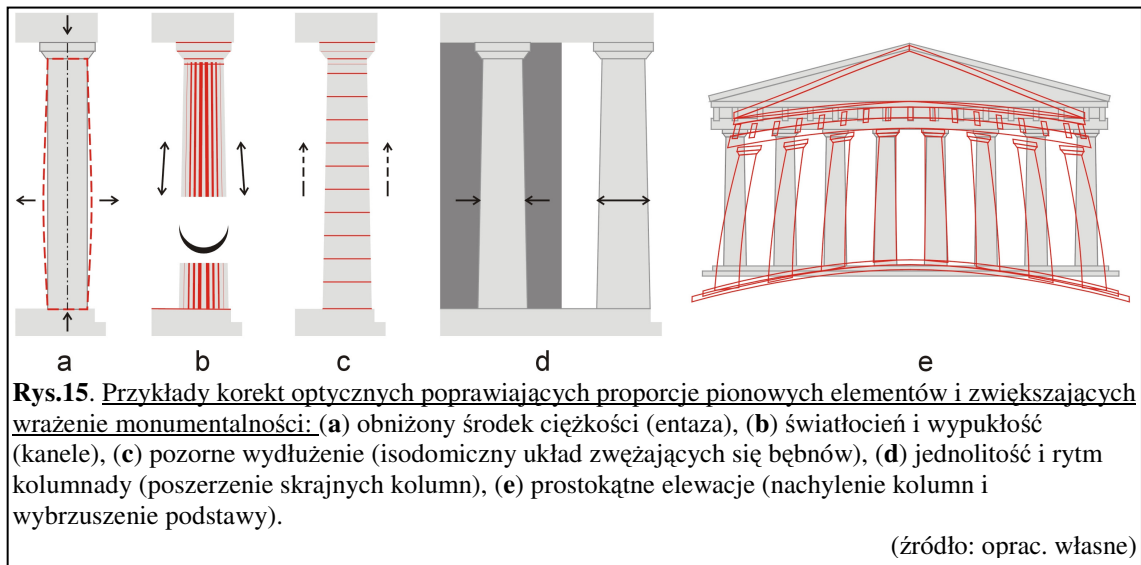 a b c d e
Rys.15. Przykłady korekt optycznych poprawiających proporcje pionowych elementów i zwiększających
wrażenie monumentalności: (a) obniżony środek ciężkości (entaza), (b) światłocień i wypukłość
(kanele), (c) pozorne wydłużenie (isodomiczny układ zwężających się bębnów), (d) jednolitość i rytm
kolumnady (poszerzenie skrajnych kolumn), (e) prostokątne elewacje (nachylenie kolumn i
wybrzuszenie podstawy).
(źródło: oprac. własne)